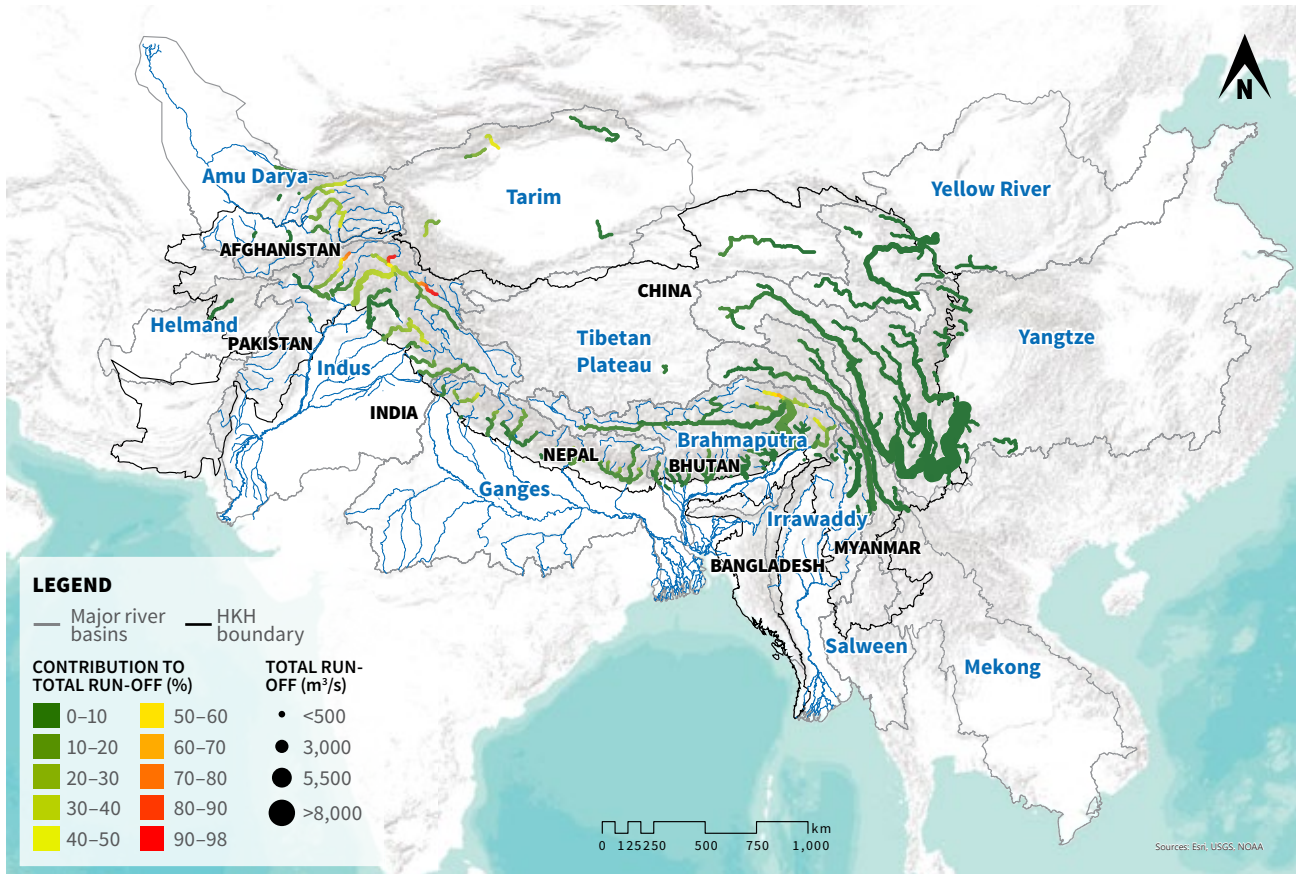 N
Amu Darya
Tarim
Yellow River
AFGHANISTAN
CHINA
Helmand
PAKISTAN
Indus
Tibetan
Plateau
Yangtze
INDIA
NEPAL
Brahmaputra
BHUTAN
Ganges
Irrawaddy
MYANMAR
BANGLADESH
Salween
Mekong
LEGEND
Major river
basins
HKH
boundary
CONTRIBUTION TO
TOTAL RUN-OFF (%)
0–10
10–20
20–30
30–40
40–50
50–60
60–70
70–80
80–90
90–98
TOTAL RUN-
OFF (m³/s)
<500
3,000
5,500
>8,000
km
0 125 250 500 750 1,000
Sources: Esri, USGS, NOAA